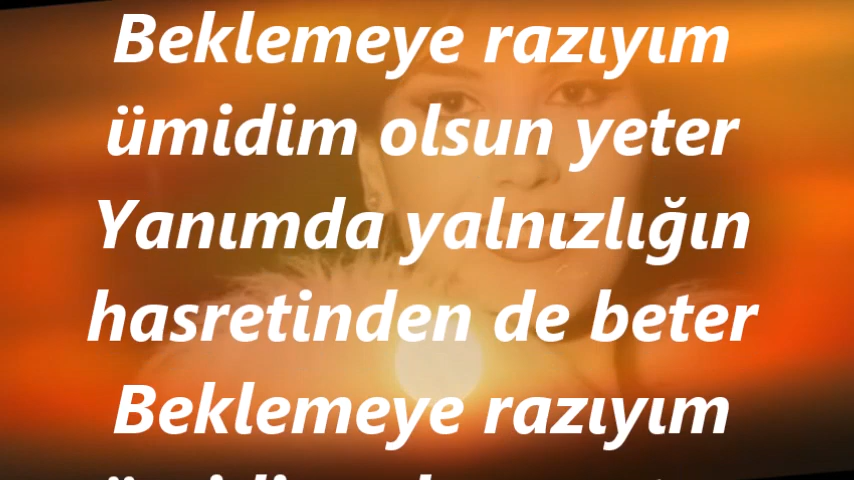 Beklemeye razıyım
ümidim olsun yeter
Yanımda yalnızlığın
hasretinden de beter
Beklemeye razıyım